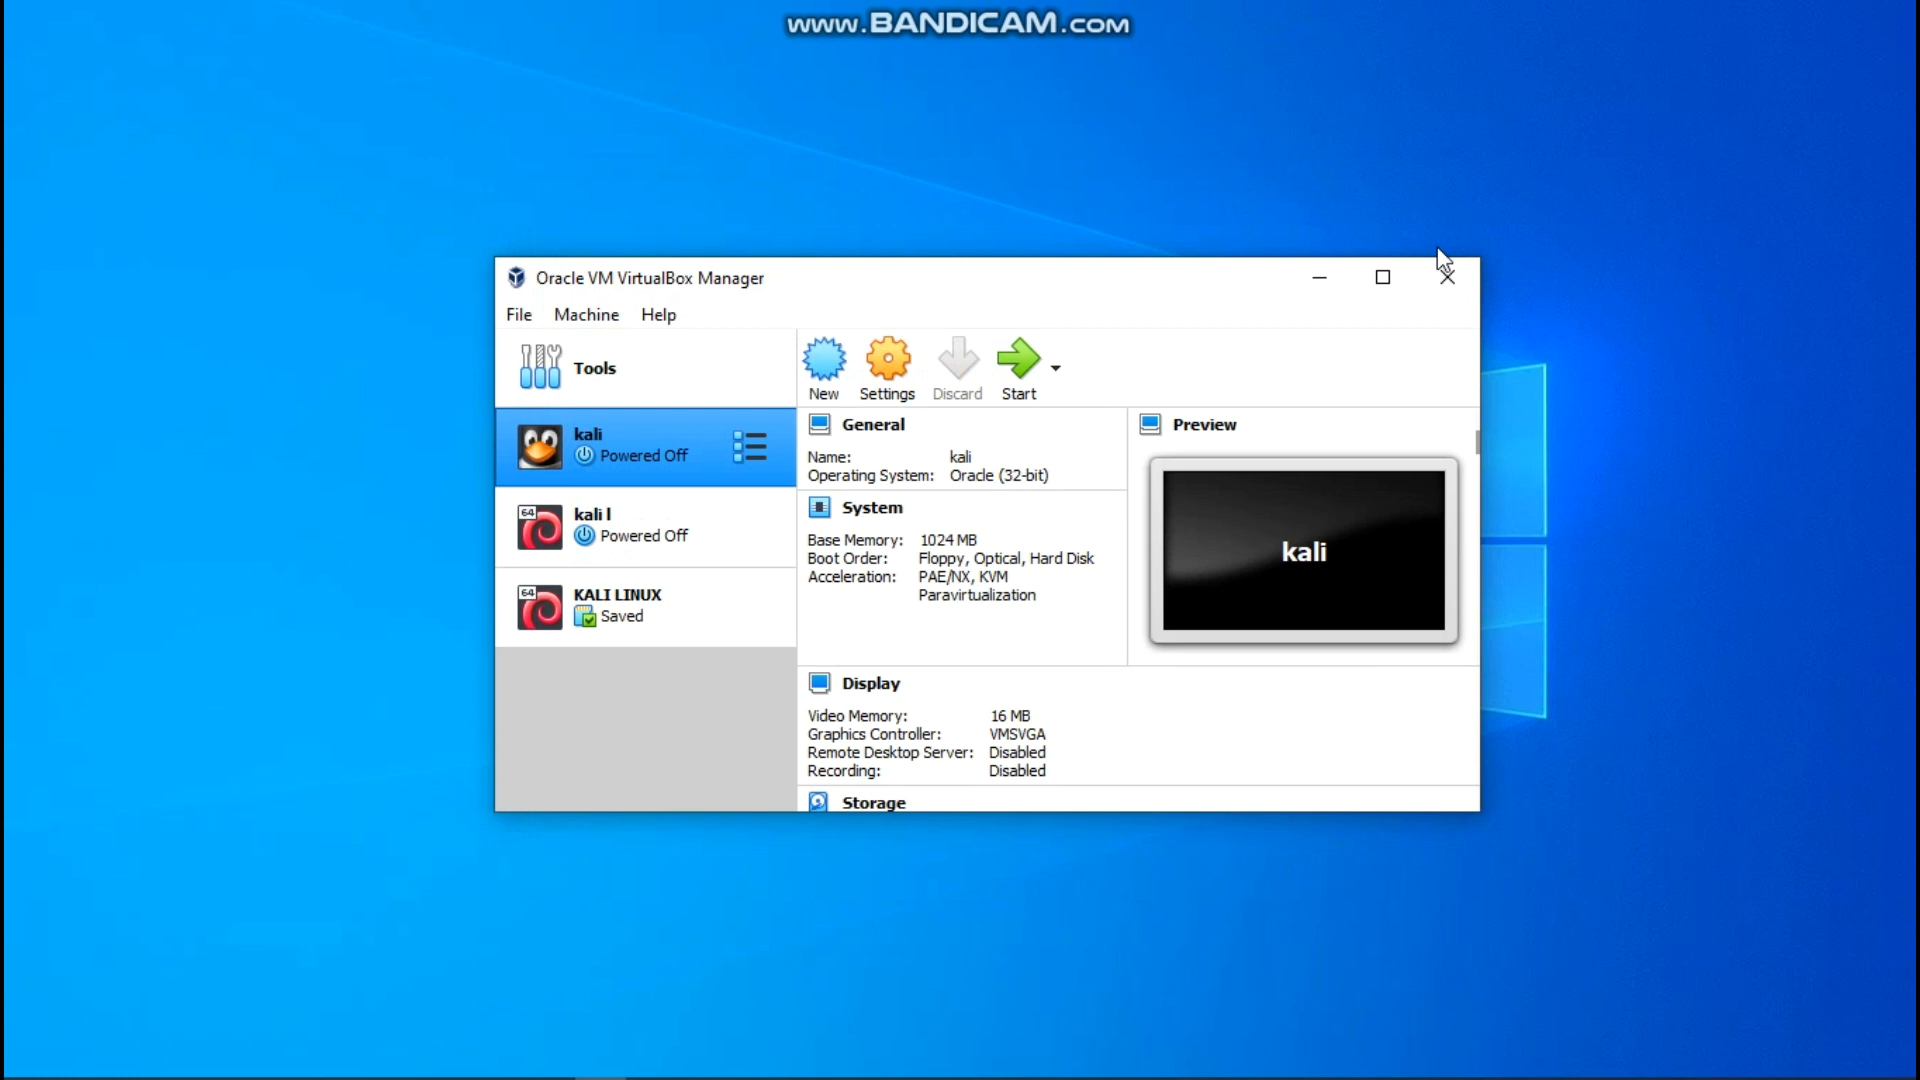 www.BANDICAM.com
Oracle VM VirtualBox Manager
File Machine Help
Tools
New Settings Discard Start
kali
Powered Off
64
kali l
Powered Off
64
KALI LINUX
Saved
General
Name: kali
Operating System: Oracle (32-bit)
System
Base Memory: 1024 MB
Boot Order: Floppy, Optical, Hard Disk
Acceleration: PAE/NX, KVM
Paravirtualization
Preview
kali
Display
Video Memory: 16 MB
Graphics Controller: VMSVGA
Remote Desktop Server: Disabled
Recording: Disabled
Storage